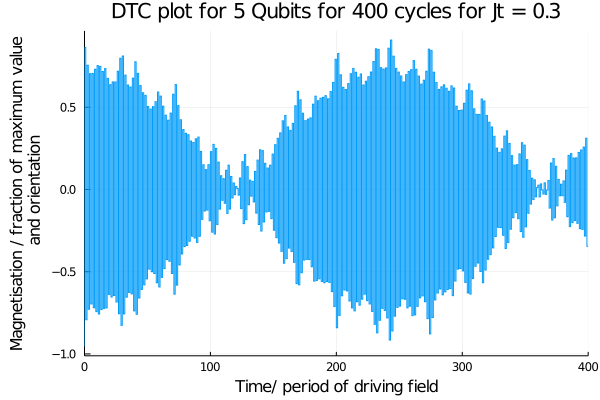 DTC plot for 5 Qubits for 400 cycles for Jt = 0.3
Magnetisation / fraction of maximum value
and orientation
0.5
0.0
−0.5
−1.0
0
100
200
300
400
Time/ period of driving field